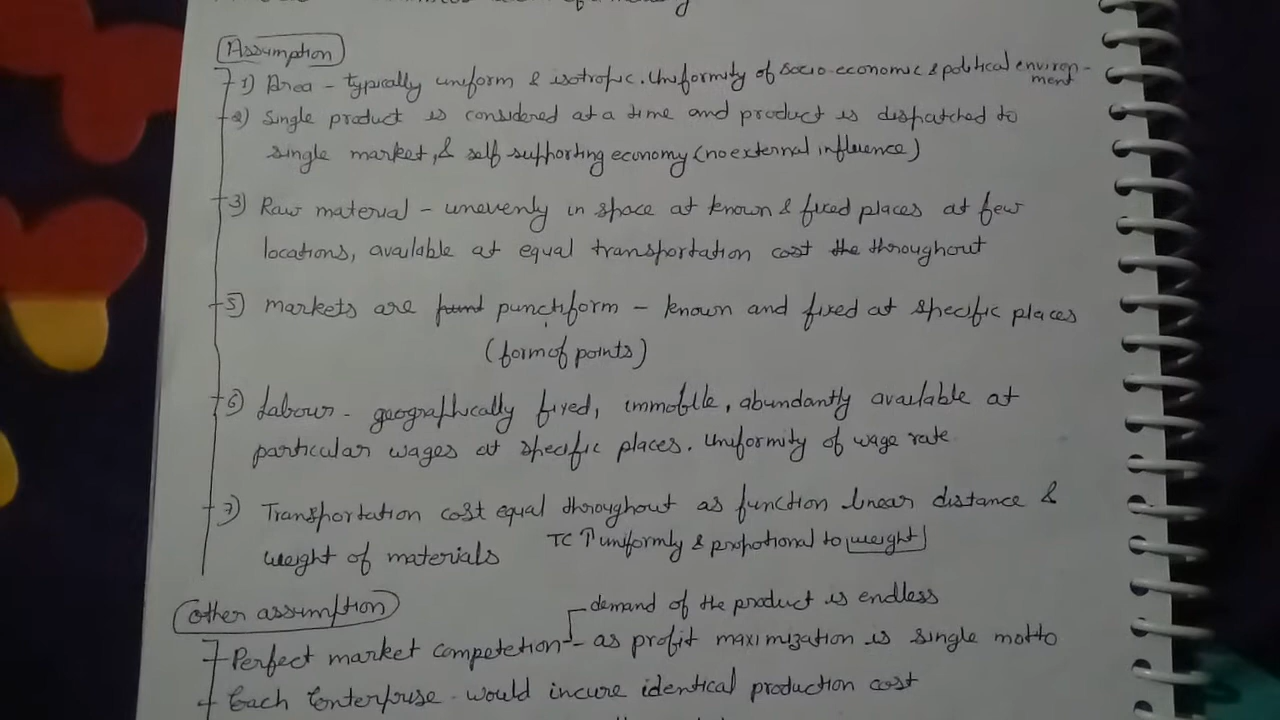 Assumption
1) Area - typically uniform & isotropic. Uniformity of socio-economic & political environ-
ment
2) Single product is considered at a time and product is dispatched to
single market, & self supporting economy (no external influence)
3) Raw material - unevenly in space at known & fixed places at few
locations, available at equal transportation cost the throughout
5) Markets are found punctiform - known and fixed at specific places
(form of points)
6) Labour - geographically fixed, immobile, abundantly available at
particular wages at specific places. Uniformity of wage rate
7) Transportation cost equal throughout as function linear distance &
weight of materials TC ↑ uniformly & propotional to weight
Other assumption
demand of the product is endless
Perfect market competetion - as profit maximization is single motto
Each Enterprise - would incure identical production cost